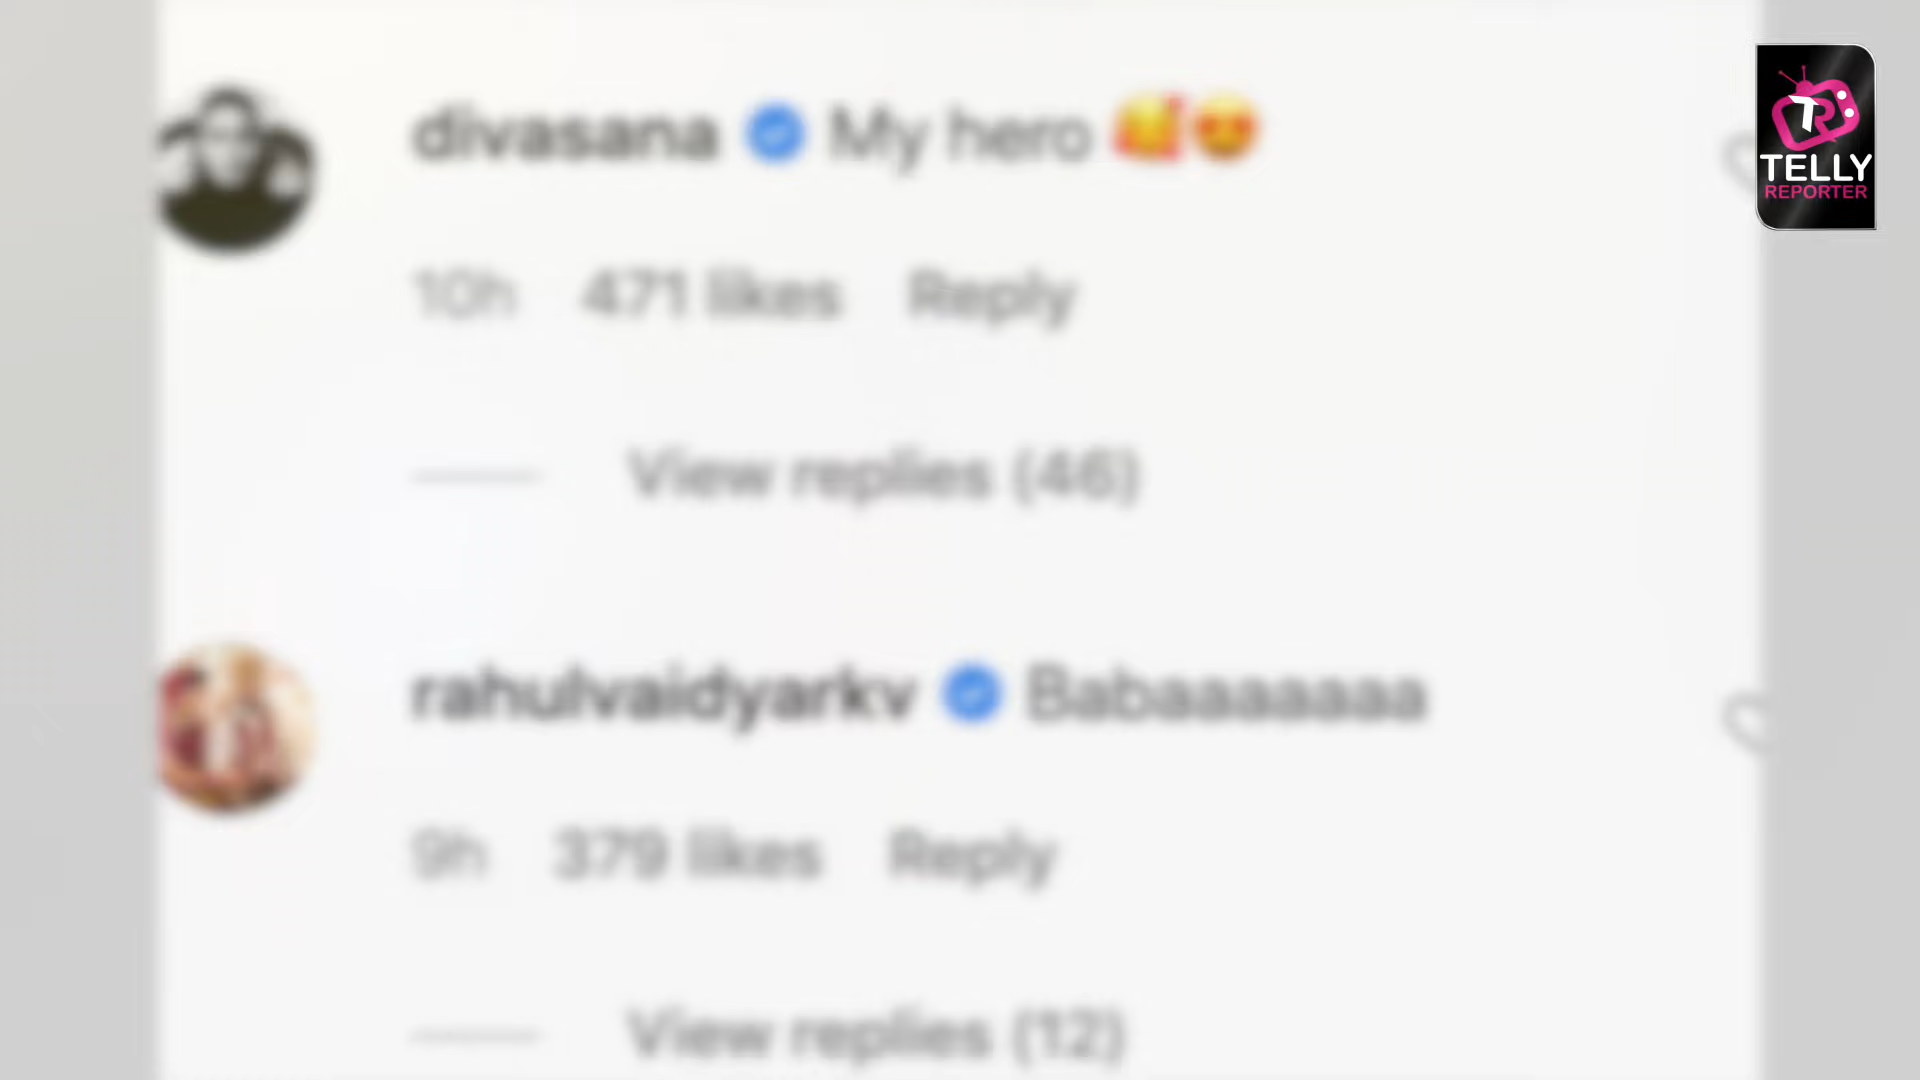 divasana My hero 🥰😍
10h 471 likes Reply
View replies (46)
rahulvaidyarkv Babaaaaaaa
9h 379 likes Reply
View replies (12)
TR
TELLY
REPORTER